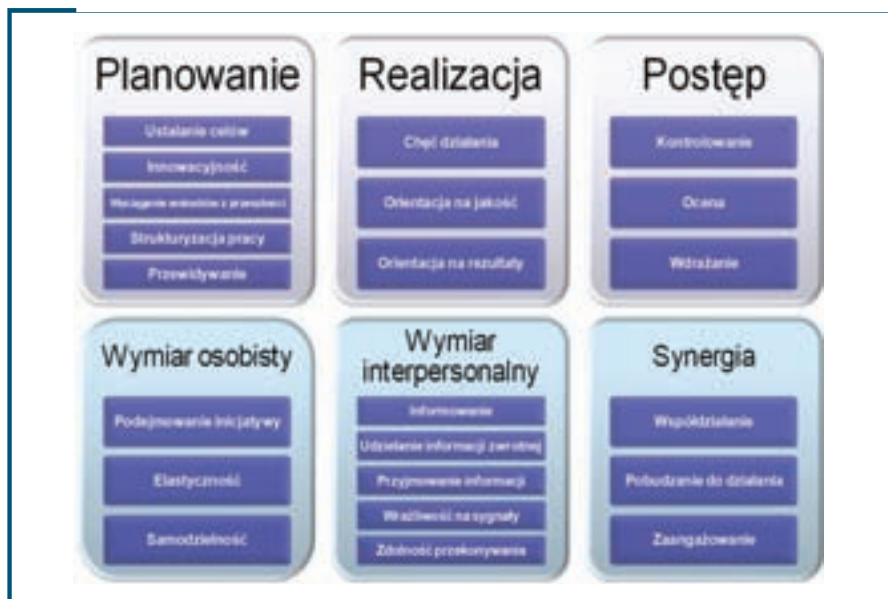 Planowanie
Ustalanie celów
Innowacyjność
Wyciąganie wniosków z przeszłości
Strukturyzacja pracy
Przewidywanie
Realizacja
Chęć działania
Orientacja na jakość
Orientacja na rezultaty
Postęp
Kontrolowanie
Ocena
Wdrażanie
Wymiar osobisty
Podejmowanie inicjatywy
Elastyczność
Samodzielność
Wymiar
interpersonalny
Informowanie
Udzielanie informacji zwrotnej
Przyjmowanie informacji
Wrażliwość na sygnały
Zdolność przekonywania
Synergia
Współdziałanie
Pobudzanie do działania
Zaangażowanie